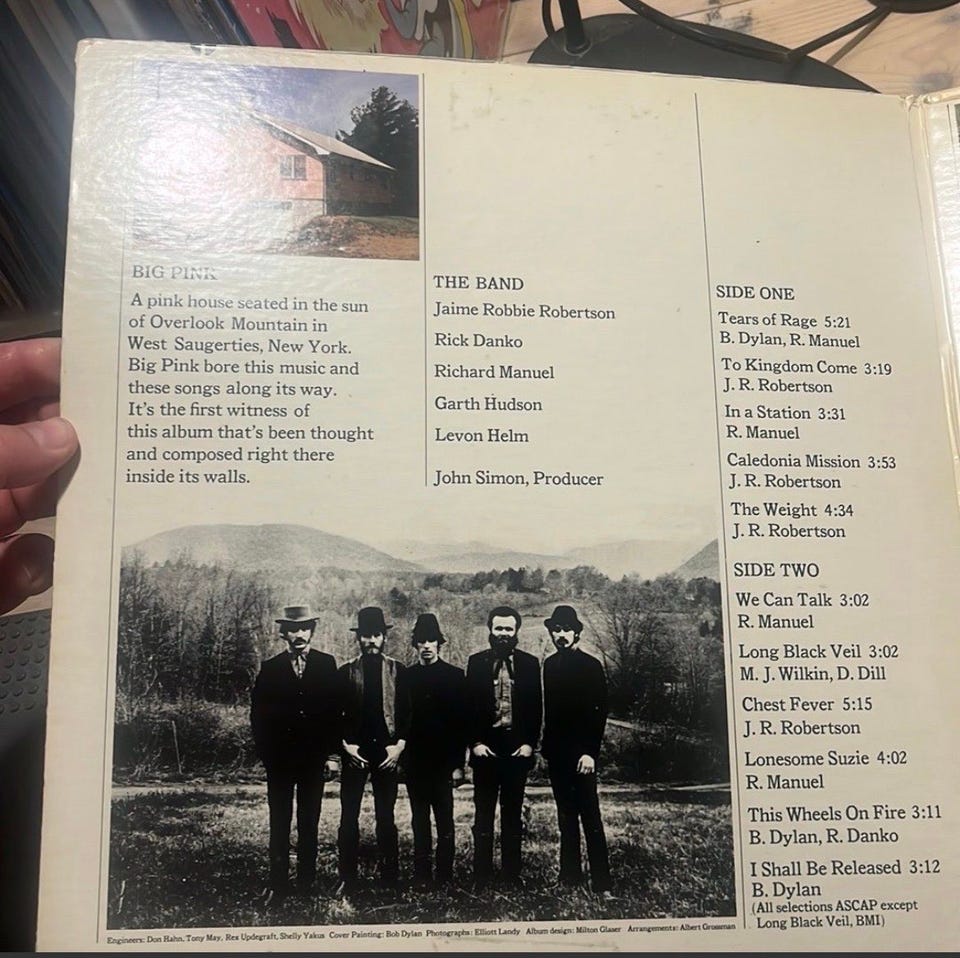 BIG PINK
A pink house seated in the sun
of Overlook Mountain in
West Saugerties, New York.
Big Pink bore this music and
these songs along its way.
It's the first witness of
this album that's been thought
and composed right there
inside its walls.
THE BAND
Jaime Robbie Robertson
Rick Danko
Richard Manuel
Garth Hudson
Levon Helm
John Simon, Producer
SIDE ONE
Tears of Rage 5:21
B. Dylan, R. Manuel
To Kingdom Come 3:19
J. R. Robertson
In a Station 3:31
R. Manuel
Caledonia Mission 3:53
J. R. Robertson
The Weight 4:34
J. R. Robertson
SIDE TWO
We Can Talk 3:02
R. Manuel
Long Black Veil 3:02
M. J. Wilkin, D. Dill
Chest Fever 5:15
J. R. Robertson
Lonesome Suzie 4:02
R. Manuel
This Wheels On Fire 3:11
B. Dylan, R. Danko
I Shall Be Released 3:12
B. Dylan
(All selections ASCAP except
Long Black Veil, BMI)
Engineers: Don Hahn, Tony May, Rex Updegraft, Shelly Yakus Cover Painting: Bob Dylan Photographs: Elliott Landy Album design: Milton Glaser Arrangements: Albert Grossman